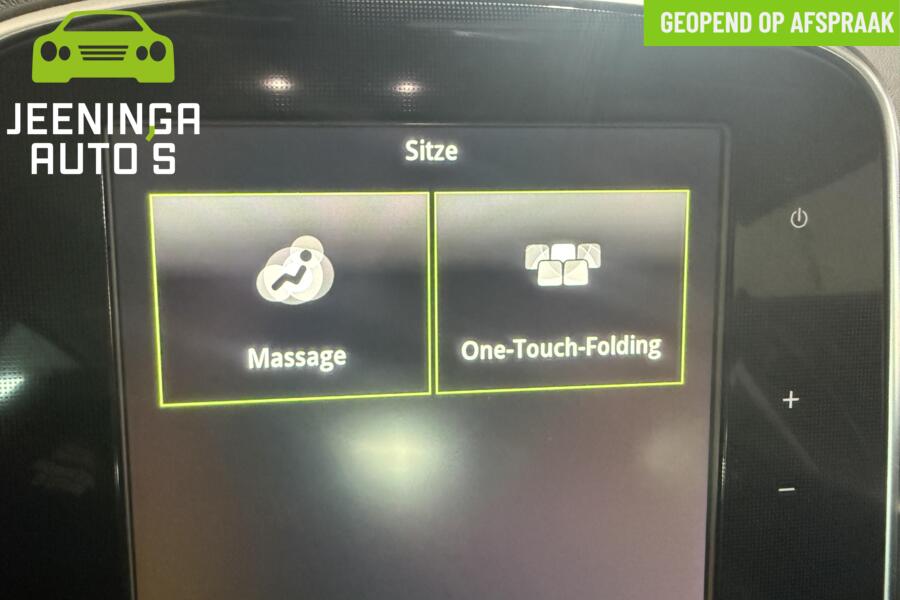 GEOPEND OP AFSPRAAK
JEENINGA
AUTO'S
Sitze
Massage
One-Touch-Folding
+
−